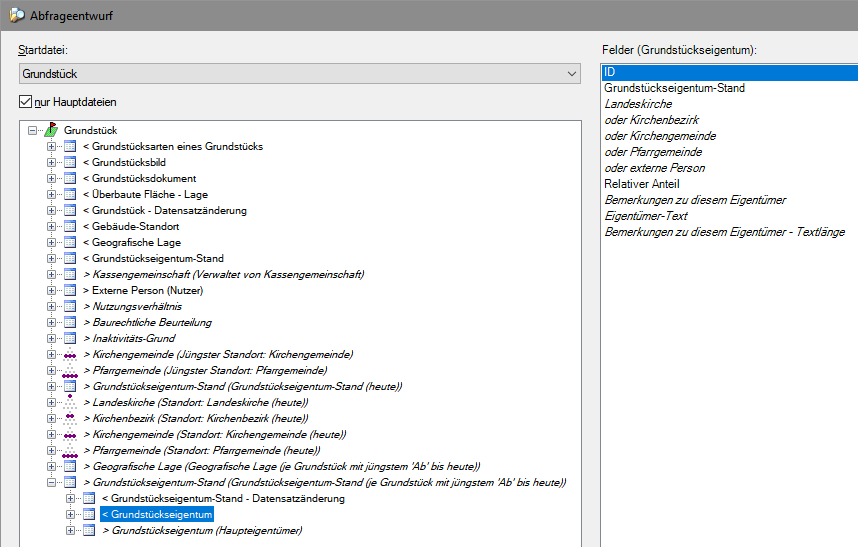 Abfrageentwurf
Startdatei:
Grundstück
nur Hauptdateien
Grundstück
< Grundstücksarten eines Grundstücks
< Grundstücksbild
< Grundstücksdokument
< Überbaute Fläche - Lage
< Grundstück - Datensatzänderung
< Gebäude-Standort
< Geografische Lage
< Grundstückseigentum-Stand
> Kassengemeinschaft (Verwaltet von Kassengemeinschaft)
> Externe Person (Nutzer)
> Nutzungsverhältnis
> Baurechtliche Beurteilung
> Inaktivitäts-Grund
> Kirchengemeinde (Jüngster Standort: Kirchengemeinde)
> Pfarrgemeinde (Jüngster Standort: Pfarrgemeinde)
> Grundstückseigentum-Stand (Grundstückseigentum-Stand (heute))
> Landeskirche (Standort: Landeskirche (heute))
> Kirchenbezirk (Standort: Kirchenbezirk (heute))
> Kirchengemeinde (Standort: Kirchengemeinde (heute))
> Pfarrgemeinde (Standort: Pfarrgemeinde (heute))
> Geografische Lage (Geografische Lage (je Grundstück mit jüngstem 'Ab' bis heute))
> Grundstückseigentum-Stand (Grundstückseigentum-Stand (je Grundstück mit jüngstem 'Ab' bis heute))
< Grundstückseigentum-Stand - Datensatzänderung
< Grundstückseigentum
> Grundstückseigentum (Haupteigentümer)
Felder (Grundstückseigentum):
ID
Grundstückseigentum-Stand
Landeskirche
oder Kirchenbezirk
oder Kirchengemeinde
oder Pfarrgemeinde
oder externe Person
Relativer Anteil
Bemerkungen zu diesem Eigentümer
Eigentümer-Text
Bemerkungen zu diesem Eigentümer - Textlänge